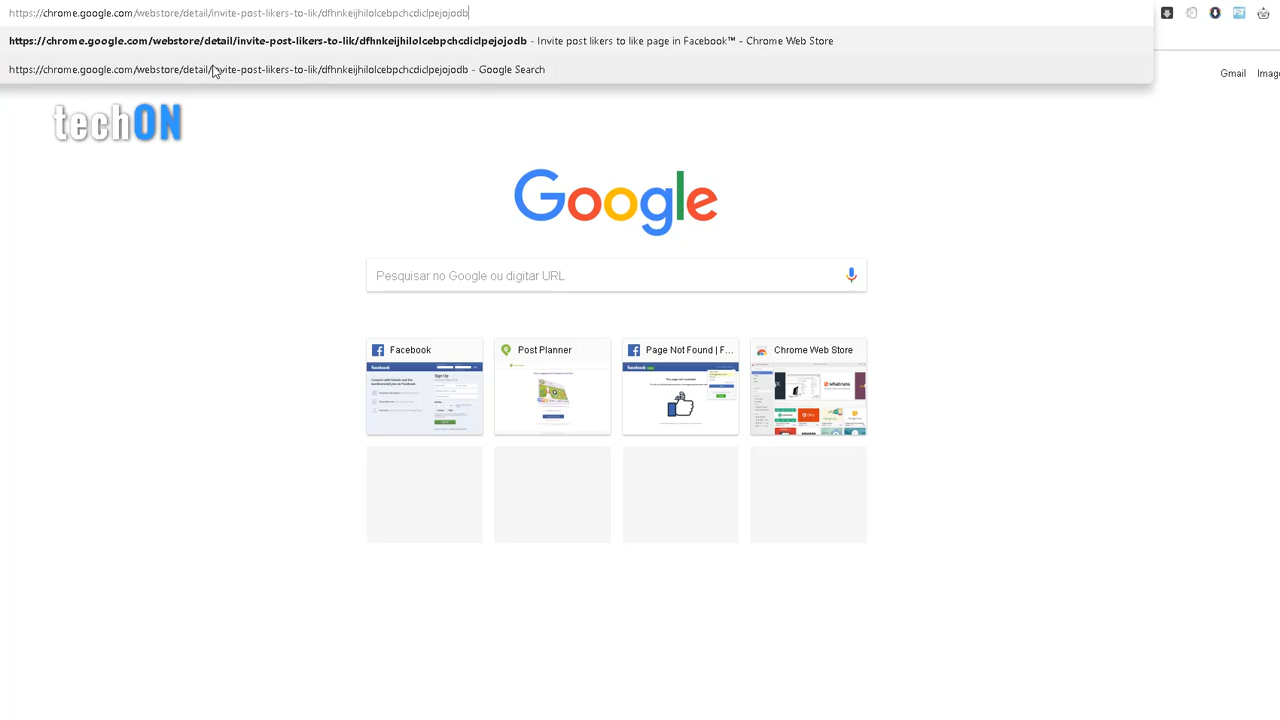 https://chrome.google.com/webstore/detail/invite-post-likers-to-lik/dfhnkeijhilolcebpchcdiclpejojodb
https://chrome.google.com/webstore/detail/invite-post-likers-to-lik/dfhnkeijhilolcebpchcdiclpejojodb - Invite post likers to like page in Facebook™ - Chrome Web Store
https://chrome.google.com/webstore/detail/invite-post-likers-to-lik/dfhnkeijhilolcebpchcdiclpejojodb - Google Search
Gmail Image
techON
Google
Pesquisar no Google ou digitar URL
Facebook
Post Planner
Page Not Found | F...
Chrome Web Store